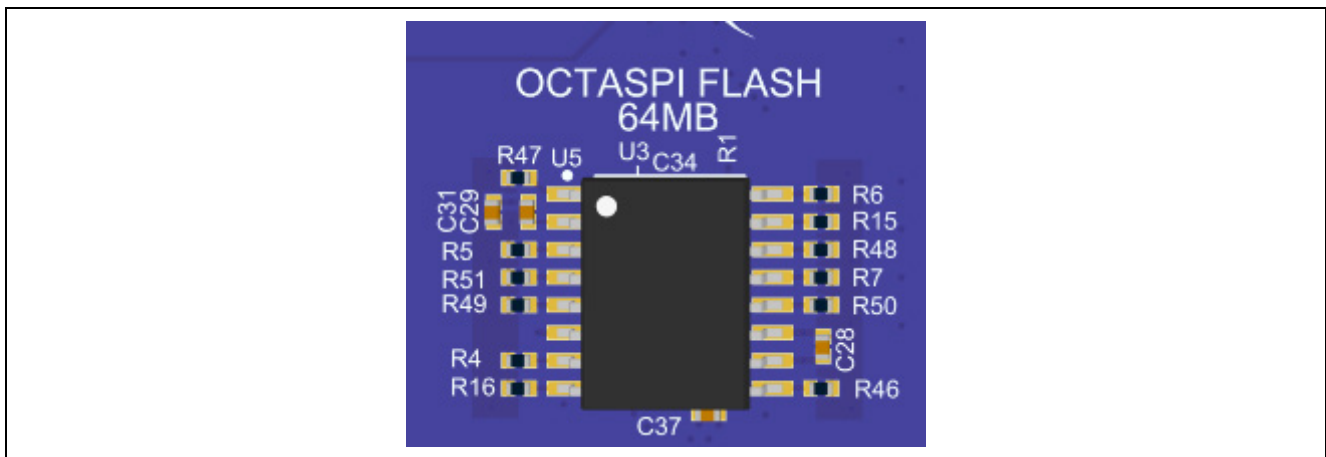 OCTASPI FLASH
64MB
R47 U5 U3 C34 R1
C31 C29
R5
R51
R49
R4
R16
R6
R15
R48
R7
R50
C28
R46
C37